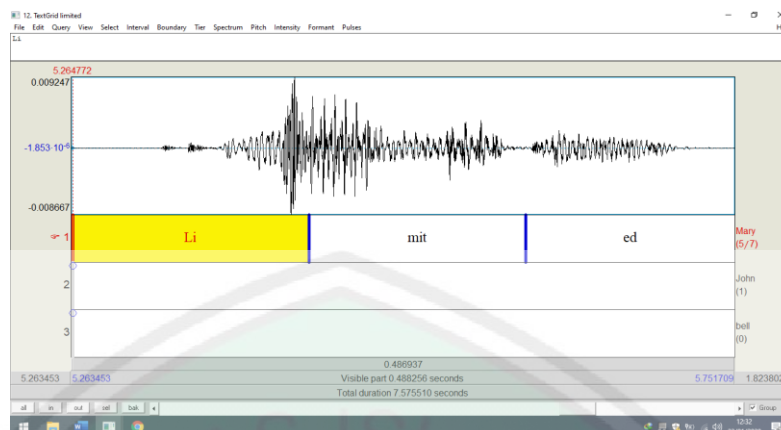 12. TextGrid limited
File Edit Query View Select Interval Boundary Tier Spectrum Pitch Intensity Formant Pulses
Li
5.264772
0.009247
-1.853·10⁻⁶
-0.008667
1 Li mit ed Mary (5/7)
2 John (1)
3 bell (0)
0.486937
5.263453 5.263453 Visible part 0.488256 seconds 5.751709 1.823802
Total duration 7.575510 seconds
all in out sel bak Group
12:32